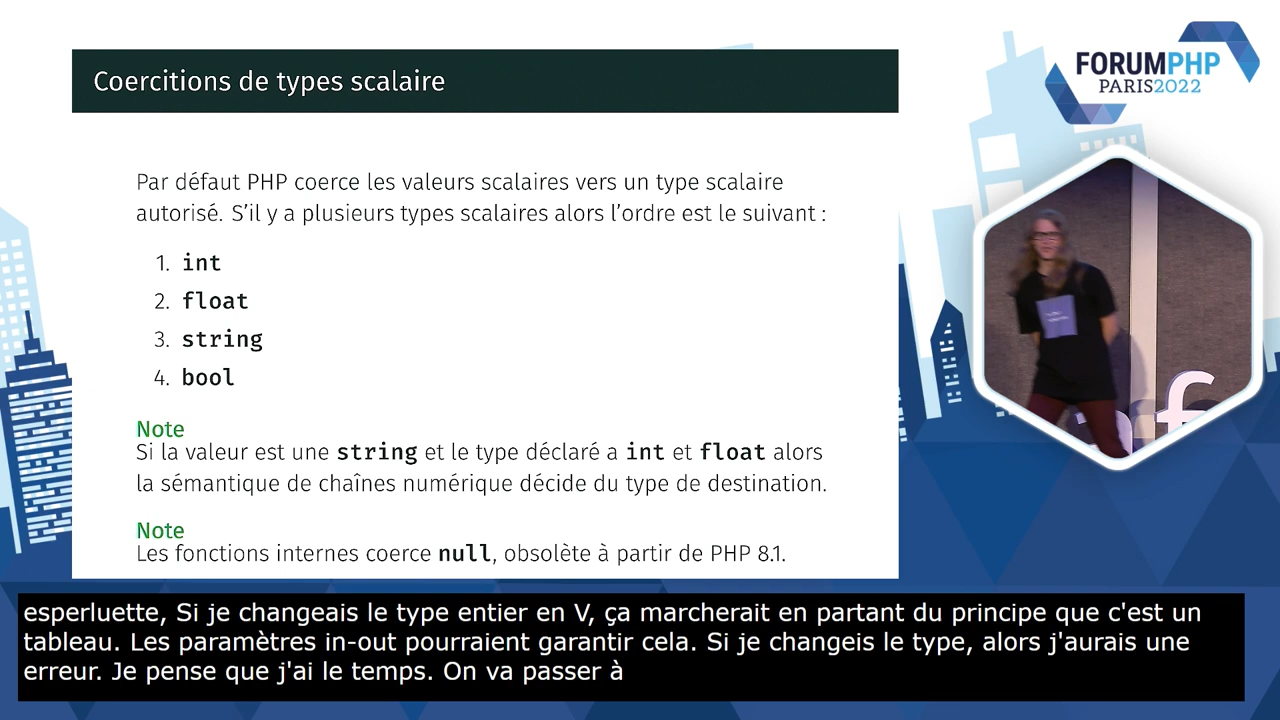 Coercitions de types scalaire
FORUMPHP
PARIS2022
Par défaut PHP coerce les valeurs scalaires vers un type scalaire
autorisé. S'il y a plusieurs types scalaires alors l'ordre est le suivant :
1. int
2. float
3. string
4. bool
Note
Si la valeur est une string et le type déclaré a int et float alors
la sémantique de chaînes numérique décide du type de destination.
Note
Les fonctions internes coerce null, obsolète à partir de PHP 8.1.
esperluette, Si je changeais le type entier en V, ça marcherait en partant du principe que c'est un
tableau. Les paramètres in-out pourraient garantir cela. Si je changeis le type, alors j'aurais une
erreur. Je pense que j'ai le temps. On va passer à